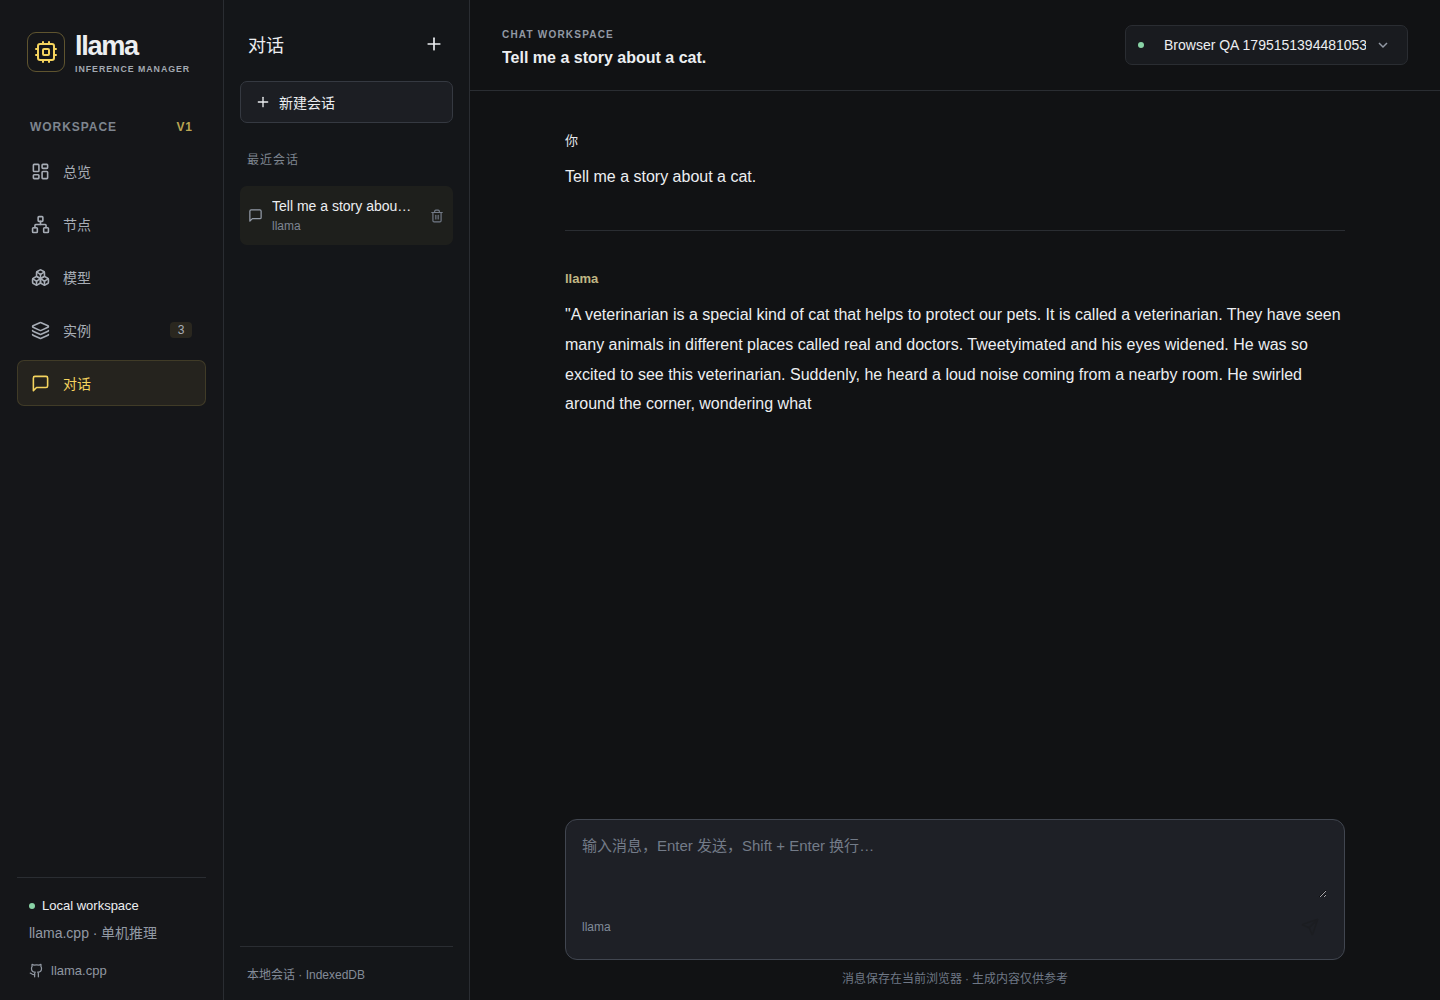 llama
INFERENCE MANAGER
WORKSPACE V1
总览
节点
模型
实例 3
对话
Local workspace
llama.cpp · 单机推理
llama.cpp
对话
新建会话
最近会话
Tell me a story abou…
llama
本地会话 · IndexedDB
CHAT WORKSPACE
Tell me a story about a cat.
Browser QA 1795151394481053
你
Tell me a story about a cat.
llama
"A veterinarian is a special kind of cat that helps to protect our pets. It is called a veterinarian. They have seen
many animals in different places called real and doctors. Tweetyimated and his eyes widened. He was so
excited to see this veterinarian. Suddenly, he heard a loud noise coming from a nearby room. He swirled
around the corner, wondering what
输入消息，Enter 发送，Shift + Enter 换行…
llama
消息保存在当前浏览器 · 生成内容仅供参考